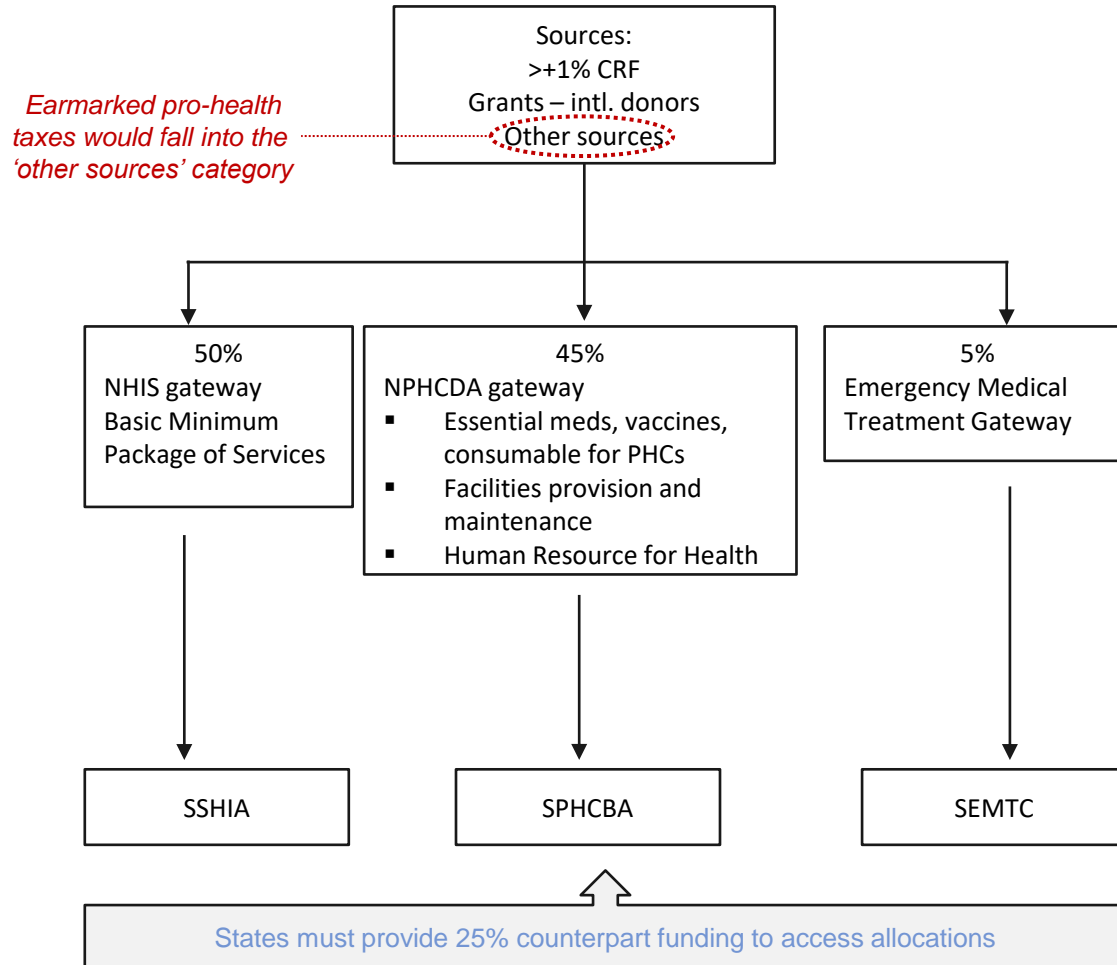 Sources:
>+1% CRF
Grants – intl. donors
Other sources
Earmarked pro-health
taxes would fall into the
‘other sources’ category
50%
NHIS gateway
Basic Minimum
Package of Services
45%
NPHCDA gateway
▪ Essential meds, vaccines,
consumable for PHCs
▪ Facilities provision and
maintenance
▪ Human Resource for Health
5%
Emergency Medical
Treatment Gateway
SSHIA
SPHCBA
SEMTC
States must provide 25% counterpart funding to access allocations